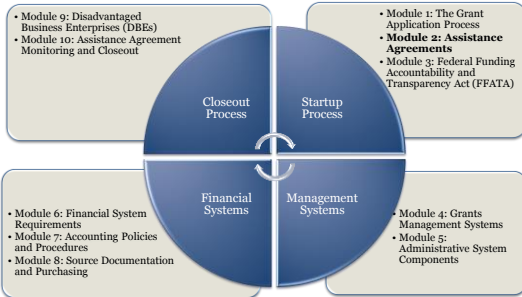 • Module 9: Disadvantaged
Business Enterprises (DBEs)
• Module 10: Assistance Agreement
Monitoring and Closeout
• Module 1: The Grant
Application Process
• Module 2: Assistance
Agreements
• Module 3: Federal Funding
Accountability and
Transparency Act (FFATA)
Closeout
Process
Startup
Process
Financial
Systems
Management
Systems
• Module 6: Financial System
Requirements
• Module 7: Accounting Policies
and Procedures
• Module 8: Source Documentation
and Purchasing
• Module 4: Grants
Management Systems
• Module 5:
Administrative System
Components